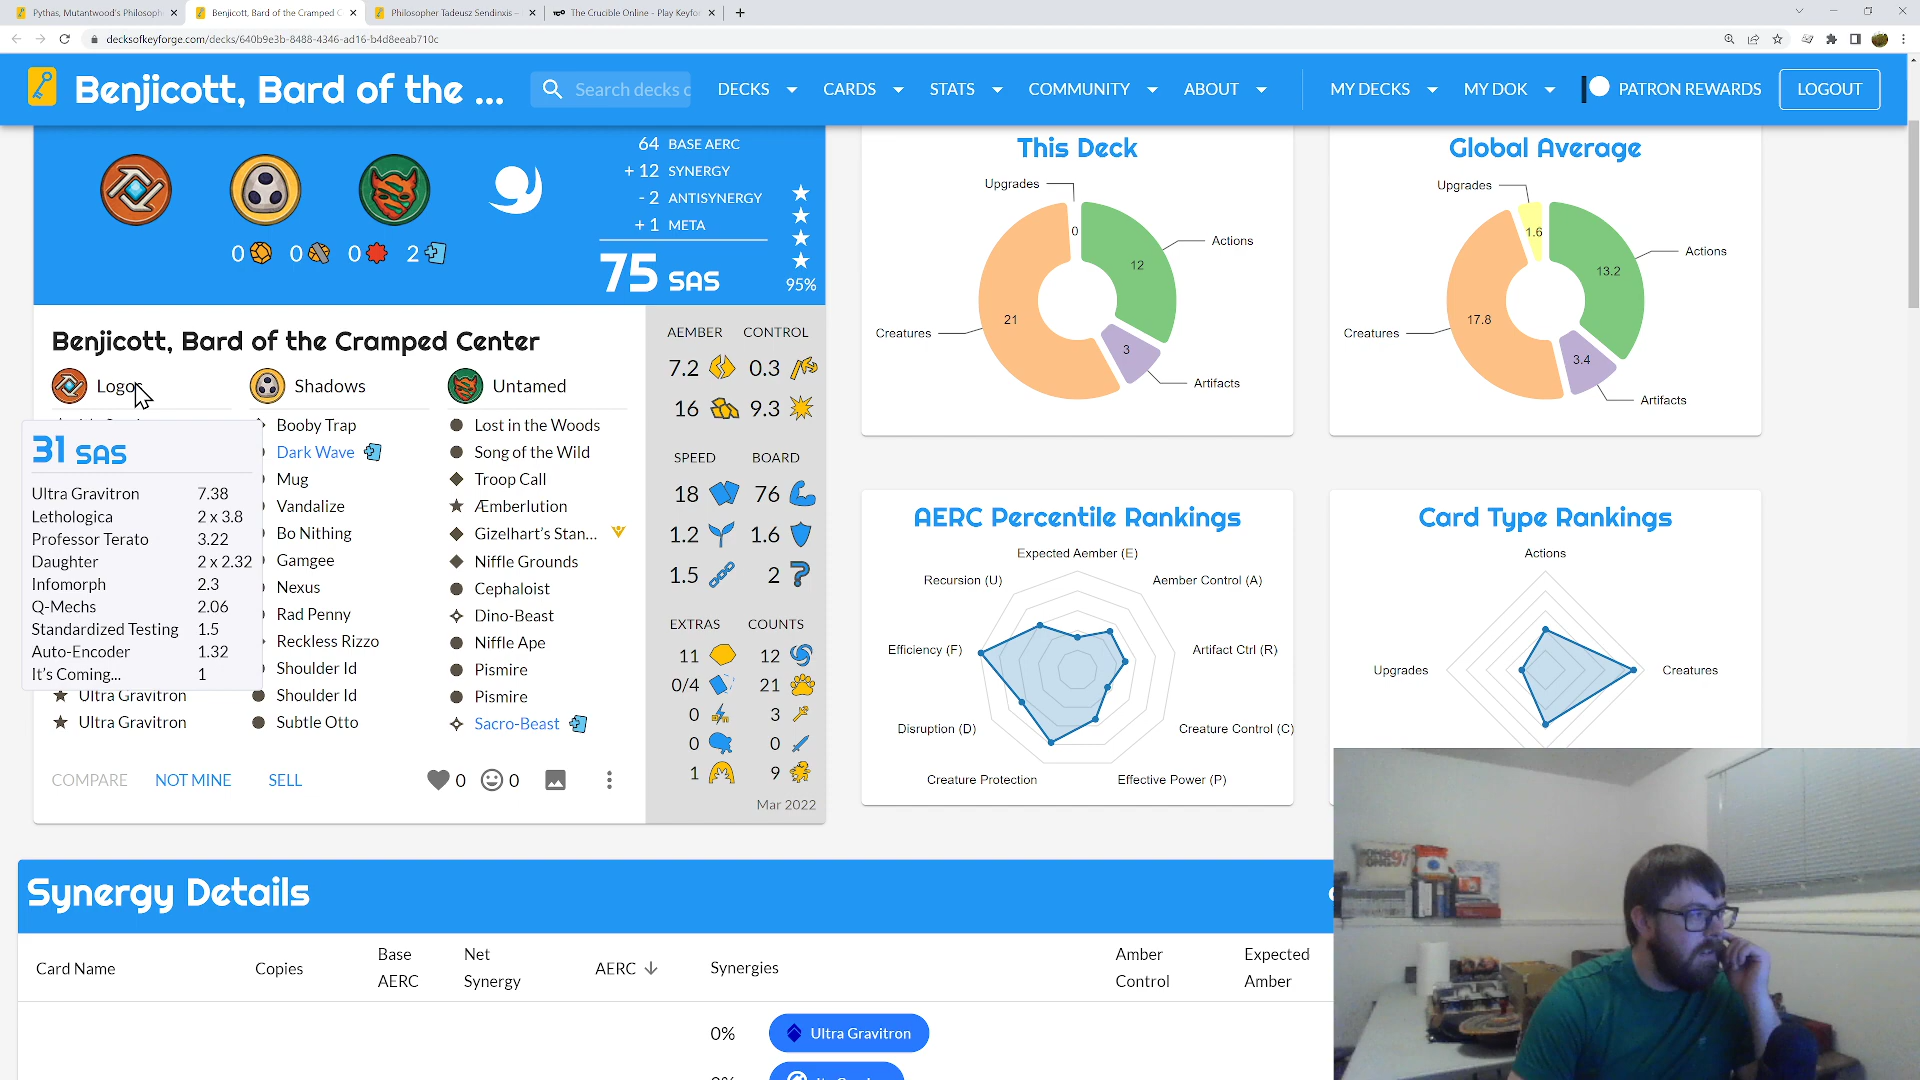 Pythas, Mutantwood's Philosoph
Benjicott, Bard of the Cramped C
Philosopher Tadeusz Sendinxis –
The Crucible Online - Play Keyfor
decksofkeyforge.com/decks/640b9e3b-8488-4346-ad16-b4d8eeab710c
Benjicott, Bard of the ...
Search decks c
DECKS
CARDS
STATS
COMMUNITY
ABOUT
MY DECKS
MY DOK
PATRON REWARDS
LOGOUT
64 BASE AERC
+ 12 SYNERGY
- 2 ANTISYNERGY
+ 1 META
75 SAS
95%
0 0 0 2
Benjicott, Bard of the Cramped Center
Logos
Shadows
Untamed
31 SAS
Ultra Gravitron 7.38
Lethologica 2 x 3.8
Professor Terato 3.22
Daughter 2 x 2.32
Infomorph 2.3
Q-Mechs 2.06
Standardized Testing 1.5
Auto-Encoder 1.32
It's Coming... 1
Ultra Gravitron
Ultra Gravitron
Booby Trap
Dark Wave
Mug
Vandalize
Bo Nithing
Gamgee
Nexus
Rad Penny
Reckless Rizzo
Shoulder Id
Shoulder Id
Subtle Otto
Lost in the Woods
Song of the Wild
Troop Call
Æmberlution
Gizelhart's Stan...
Niffle Grounds
Cephaloist
Dino-Beast
Niffle Ape
Pismire
Pismire
Sacro-Beast
COMPARE
NOT MINE
SELL
0
0
AEMBER CONTROL
7.2 0.3
16 9.3
SPEED BOARD
18 76
1.2 1.6
1.5 2
EXTRAS COUNTS
11 12
0/4 21
0 3
0 0
1 9
Mar 2022
This Deck
Upgrades
0
Actions
12
Creatures
21
3
Artifacts
Global Average
Upgrades
1.6
Actions
13.2
Creatures
17.8
3.4
Artifacts
AERC Percentile Rankings
Expected Aember (E)
Recursion (U)
Aember Control (A)
Efficiency (F)
Artifact Ctrl (R)
Disruption (D)
Creature Control (C)
Creature Protection
Effective Power (P)
Card Type Rankings
Actions
Upgrades
Creatures
Synergy Details
Card Name
Copies
Base AERC
Net Synergy
AERC
Synergies
Amber Control
Expected Amber
0%
Ultra Gravitron